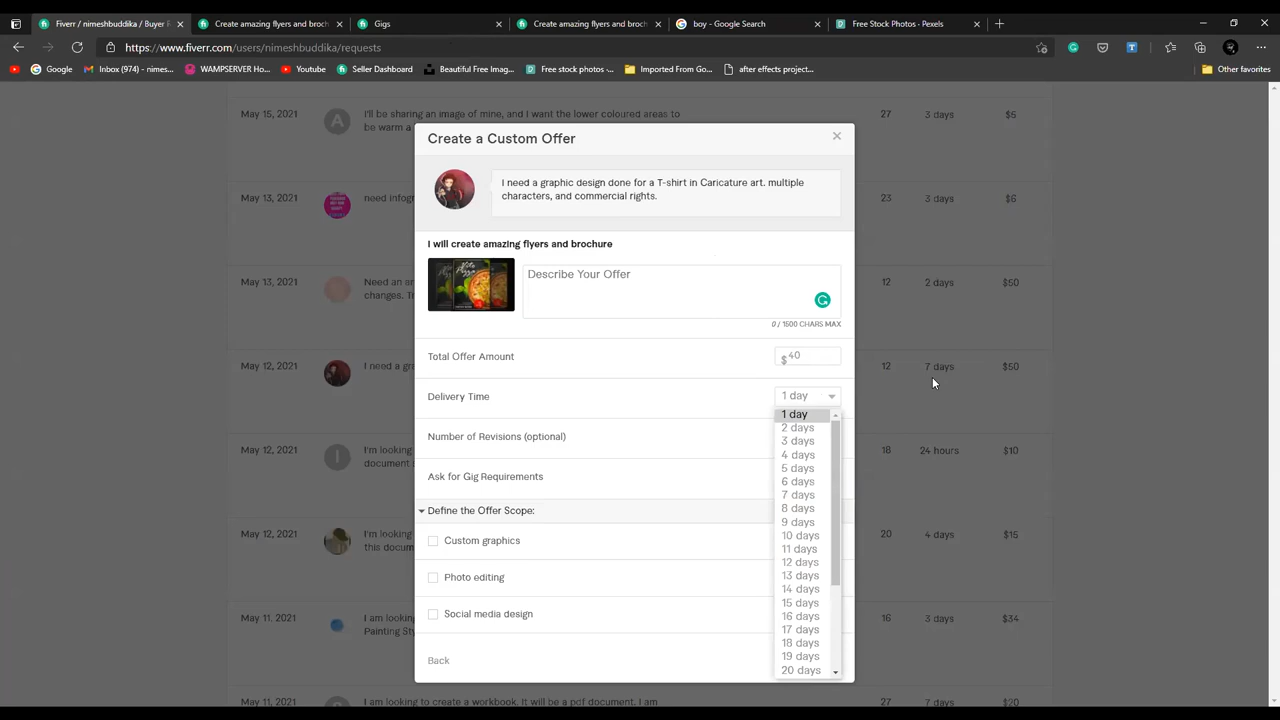 Fiverr / nimeshbuddika / Buyer R
Create amazing flyers and broch
Gigs
Create amazing flyers and broch
boy - Google Search
Free Stock Photos - Pexels
https://www.fiverr.com/users/nimeshbuddika/requests
Google
Inbox (974) - nimes...
WAMPSERVER Ho...
Youtube
Seller Dashboard
Beautiful Free Imag...
Free stock photos -...
Imported From Go...
after effects project...
Other favorites
May 15, 2021
A
I'll be sharing an image of mine, and I want the lower coloured areas to
be warm a
27
3 days
$5
May 13, 2021
need infogr
23
3 days
$6
May 13, 2021
Need an ar
changes. T
12
2 days
$50
May 12, 2021
I need a gra
12
7 days
$50
May 12, 2021
I
I'm looking
document s
18
24 hours
$10
May 12, 2021
I'm looking
this docum
20
4 days
$15
May 11, 2021
I am looking
Painting Sty
16
3 days
$34
May 11, 2021
I am looking to create a workbook. It will be a pdf document. I am
27
7 days
$20
Create a Custom Offer
I need a graphic design done for a T-shirt in Caricature art. multiple
characters, and commercial rights.
I will create amazing flyers and brochure
Describe Your Offer
0 / 1500 CHARS MAX
Total Offer Amount
$40
Delivery Time
1 day
Number of Revisions (optional)
Ask for Gig Requirements
Define the Offer Scope:
Custom graphics
Photo editing
Social media design
Back
1 day
2 days
3 days
4 days
5 days
6 days
7 days
8 days
9 days
10 days
11 days
12 days
13 days
14 days
15 days
16 days
17 days
18 days
19 days
20 days